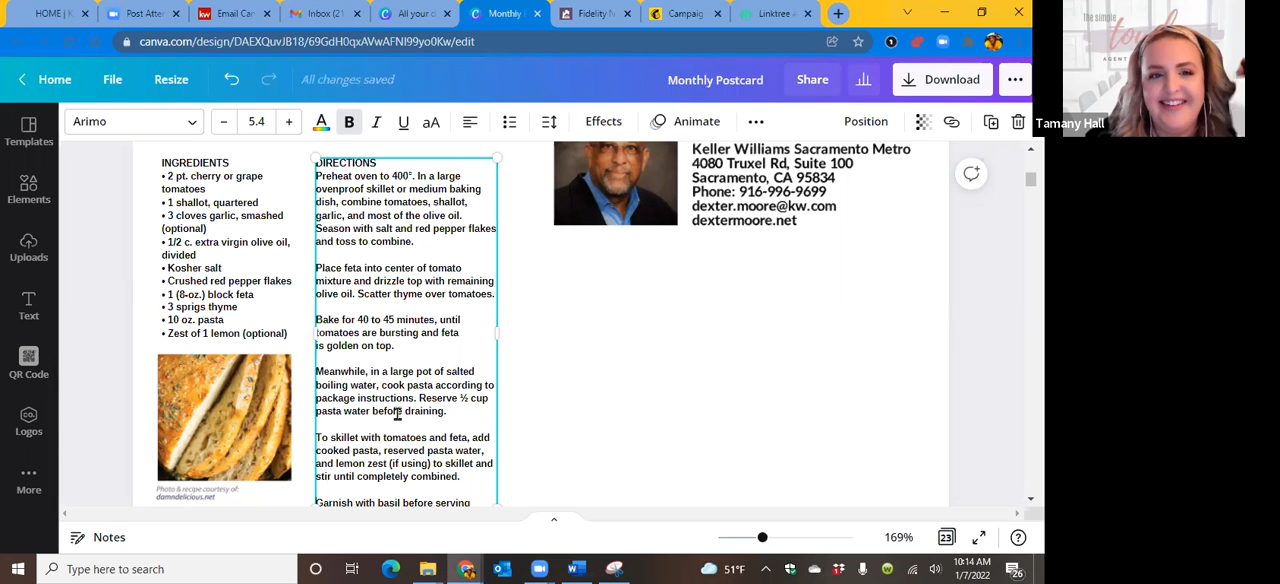 HOME | K
Post Atter
Email Car
Inbox (21
All your d
Monthly
Fidelity N
Campaig
Linktree A
canva.com/design/DAEXQuvJB18/69GdH0qxAVwAFNI99yo0Kw/edit
Home
File
Resize
All changes saved
Monthly Postcard
Share
Download
Arimo
5.4
A
B
I
U
aA
Effects
Animate
Position
Templates
Elements
Uploads
Text
QR Code
Logos
More
INGREDIENTS
• 2 pt. cherry or grape
tomatoes
• 1 shallot, quartered
• 3 cloves garlic, smashed
(optional)
• 1/2 c. extra virgin olive oil,
divided
• Kosher salt
• Crushed red pepper flakes
• 1 (8-oz.) block feta
• 3 sprigs thyme
• 10 oz. pasta
• Zest of 1 lemon (optional)
Photo & recipe courtesy of:
damndelicious.net
DIRECTIONS
Preheat oven to 400°. In a large
ovenproof skillet or medium baking
dish, combine tomatoes, shallot,
garlic, and most of the olive oil.
Season with salt and red pepper flakes
and toss to combine.
Place feta into center of tomato
mixture and drizzle top with remaining
olive oil. Scatter thyme over tomatoes.
Bake for 40 to 45 minutes, until
tomatoes are bursting and feta
is golden on top.
Meanwhile, in a large pot of salted
boiling water, cook pasta according to
package instructions. Reserve ½ cup
pasta water before draining.
To skillet with tomatoes and feta, add
cooked pasta, reserved pasta water,
and lemon zest (if using) to skillet and
stir until completely combined.
Garnish with basil before serving
Keller Williams Sacramento Metro
4080 Truxel Rd, Suite 100
Sacramento, CA 95834
Phone: 916-996-9699
dexter.moore@kw.com
dextermoore.net
The simple
touch
AGENT
Tamany Hall
Notes
169%
23
Type here to search
51°F
10:14 AM
1/7/2022
26